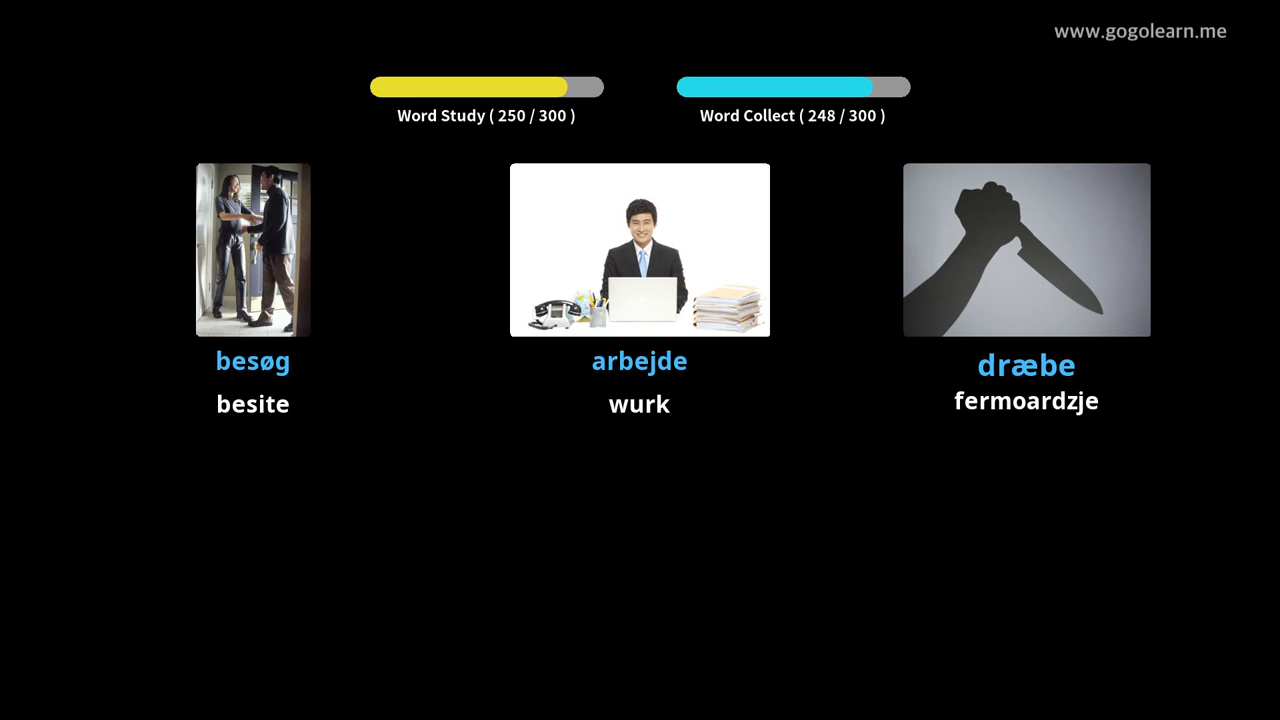 www.gogolearn.me
Word Study ( 250 / 300 )
Word Collect ( 248 / 300 )
besøg
besite
arbejde
wurk
dræbe
fermoardzje